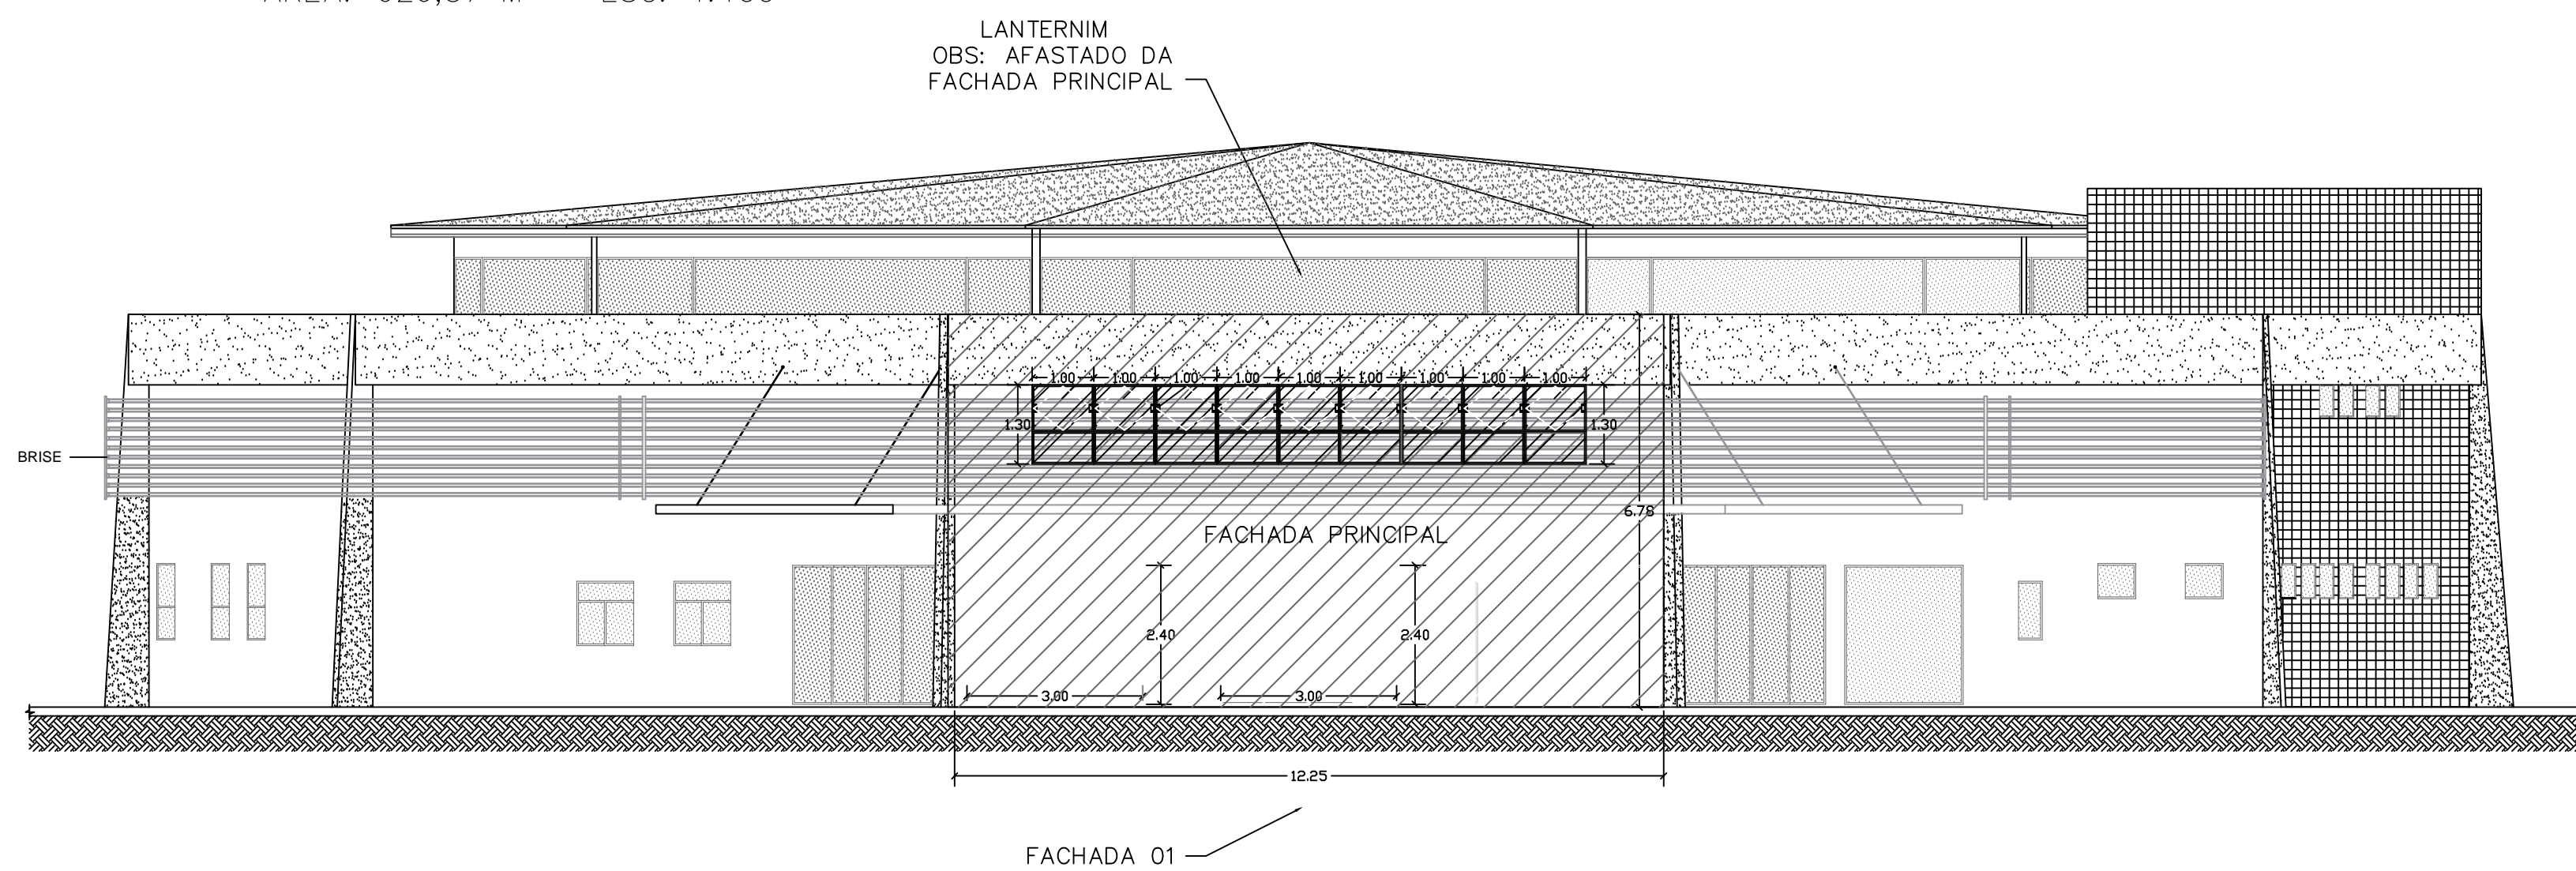 LANTERNIM
OBS: AFASTADO DA
FACHADA PRINCIPAL
1.00 1.00 1.00 1.00 1.00 1.00 1.00 1.00 1.00
1.30 1.30
BRISE
6.78
FACHADA PRINCIPAL
2.40 2.40
3.00 3.00
12.25
FACHADA 01